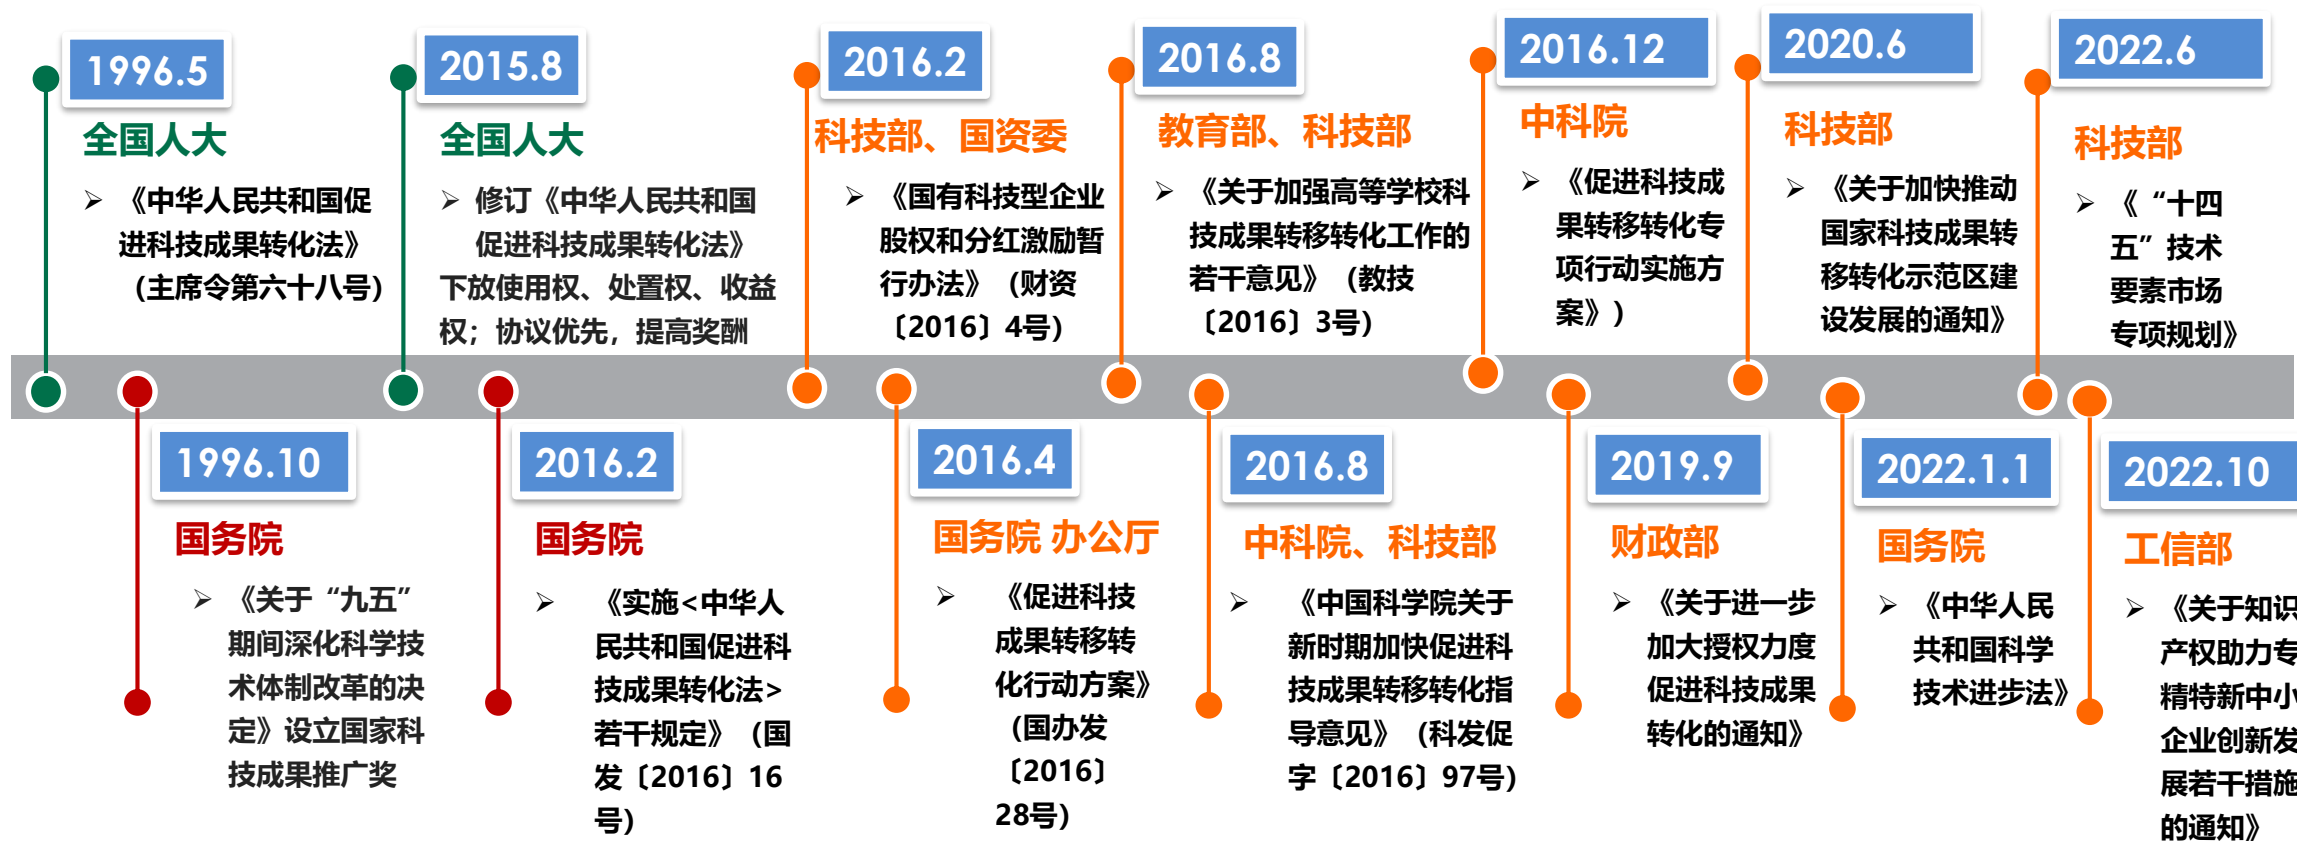 1996.5
全国人大
➢ 《中华人民共和国促
进科技成果转化法》
（主席令第六十八号）
2015.8
全国人大
➢ 修订《中华人民共和国
促进科技成果转化法》
下放使用权、处置权、收益
权；协议优先，提高奖酬
2016.2
科技部、国资委
➢ 《国有科技型企业
股权和分红激励暂
行办法》（财资
〔2016〕4号）
2016.8
教育部、科技部
➢ 《关于加强高等学校科
技成果转移转化工作的
若干意见》（教技
〔2016〕3号）
2016.12
中科院
➢ 《促进科技成
果转移转化专
项行动实施方
案》）
2020.6
科技部
➢ 《关于加快推动
国家科技成果转
移转化示范区建
设发展的通知》
2022.6
科技部
➢ 《“十四
五”技术
要素市场
专项规划》
1996.10
国务院
➢ 《关于“九五”
期间深化科学技
术体制改革的决
定》设立国家科
技成果推广奖
2016.2
国务院
➢ 《实施<中华人
民共和国促进科
技成果转化法>
若干规定》（国
发〔2016〕16
号）
2016.4
国务院 办公厅
➢ 《促进科技
成果转移转
化行动方案》
（国办发
〔2016〕
28号）
2016.8
中科院、科技部
➢ 《中国科学院关于
新时期加快促进科
技成果转移转化指
导意见》（科发促
字〔2016〕97号）
2019.9
财政部
➢ 《关于进一步
加大授权力度
促进科技成果
转化的通知》
2022.1.1
国务院
➢ 《中华人民
共和国科学
技术进步法》
2022.10
工信部
➢ 《关于知识
产权助力专
精特新中小
企业创新发
展若干措施
的通知》